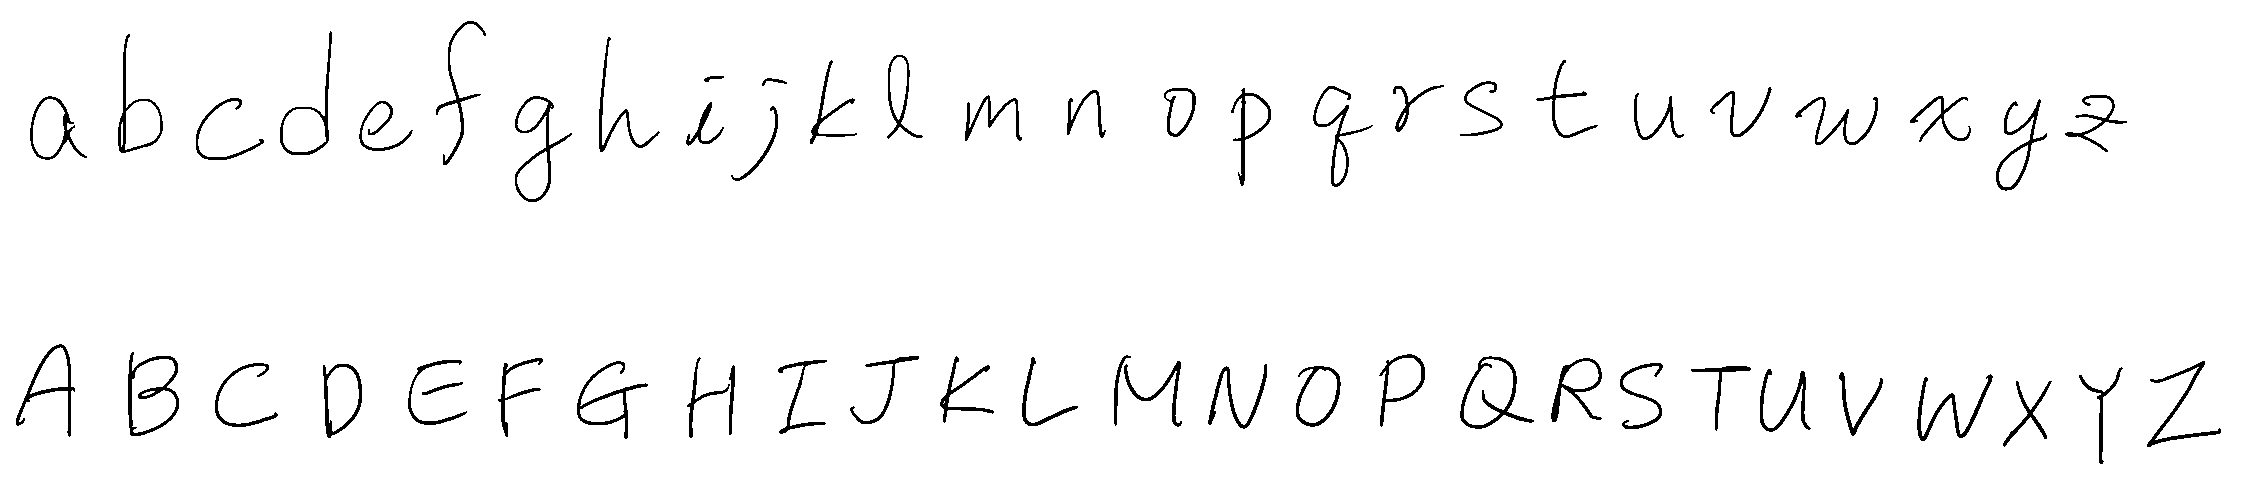 a b c d e f g h i j k l m n o p q r s t u v w x y z
A B C D E F G H I J K L M N O P Q R S T U V W X Y Z